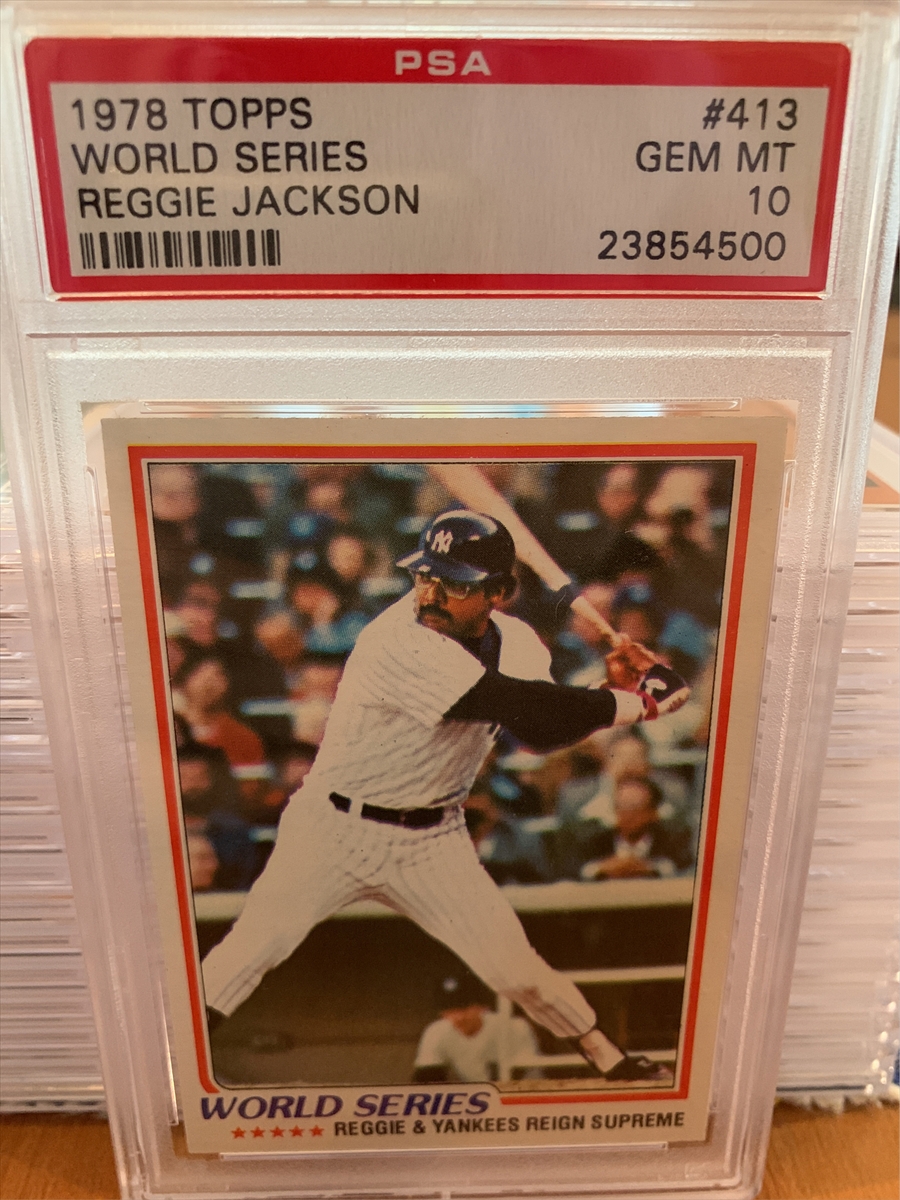 PSA
1978 TOPPS #413
WORLD SERIES GEM MT
REGGIE JACKSON 10
23854500
NY
WORLD SERIES
★★★★★ REGGIE & YANKEES REIGN SUPREME